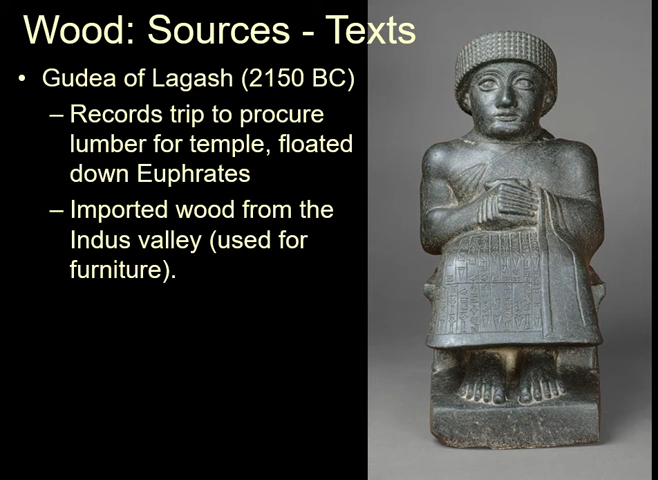 Wood: Sources - Texts
• Gudea of Lagash (2150 BC)
– Records trip to procure
lumber for temple, floated
down Euphrates
– Imported wood from the
Indus valley (used for
furniture).